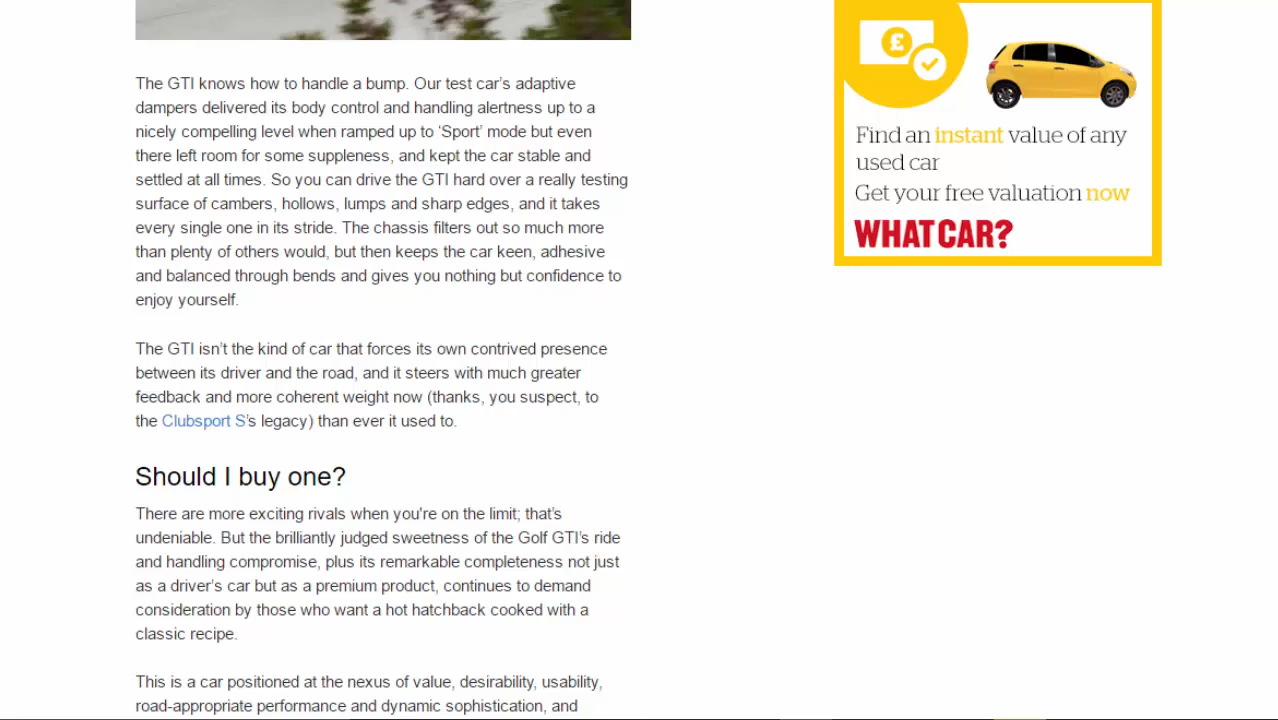 The GTI knows how to handle a bump. Our test car’s adaptive
dampers delivered its body control and handling alertness up to a
nicely compelling level when ramped up to ‘Sport’ mode but even
there left room for some suppleness, and kept the car stable and
settled at all times. So you can drive the GTI hard over a really testing
surface of cambers, hollows, lumps and sharp edges, and it takes
every single one in its stride. The chassis filters out so much more
than plenty of others would, but then keeps the car keen, adhesive
and balanced through bends and gives you nothing but confidence to
enjoy yourself.
The GTI isn’t the kind of car that forces its own contrived presence
between its driver and the road, and it steers with much greater
feedback and more coherent weight now (thanks, you suspect, to
the Clubsport S’s legacy) than ever it used to.
Should I buy one?
There are more exciting rivals when you're on the limit; that’s
undeniable. But the brilliantly judged sweetness of the Golf GTI’s ride
and handling compromise, plus its remarkable completeness not just
as a driver’s car but as a premium product, continues to demand
consideration by those who want a hot hatchback cooked with a
classic recipe.
This is a car positioned at the nexus of value, desirability, usability,
road-appropriate performance and dynamic sophistication, and
£
Find an instant value of any
used car
Get your free valuation now
WHAT CAR?